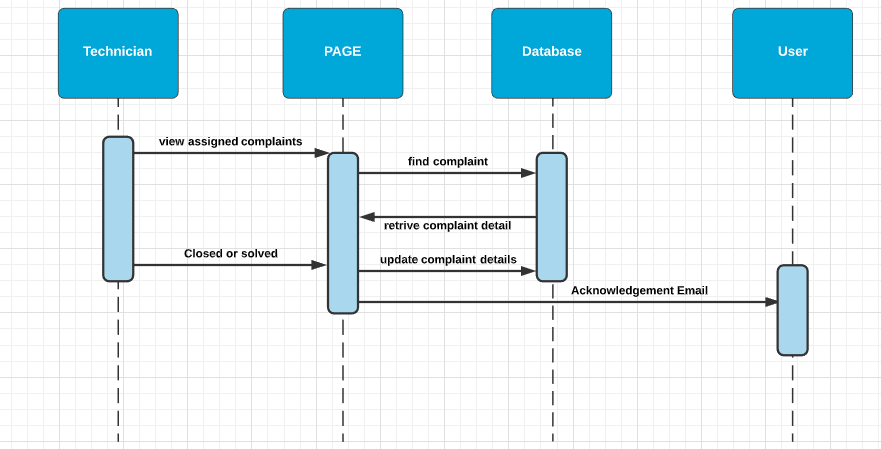 Technician
PAGE
Database
User
view assigned complaints
find complaint
retrive complaint detail
Closed or solved
update complaint details
Acknowledgement Email